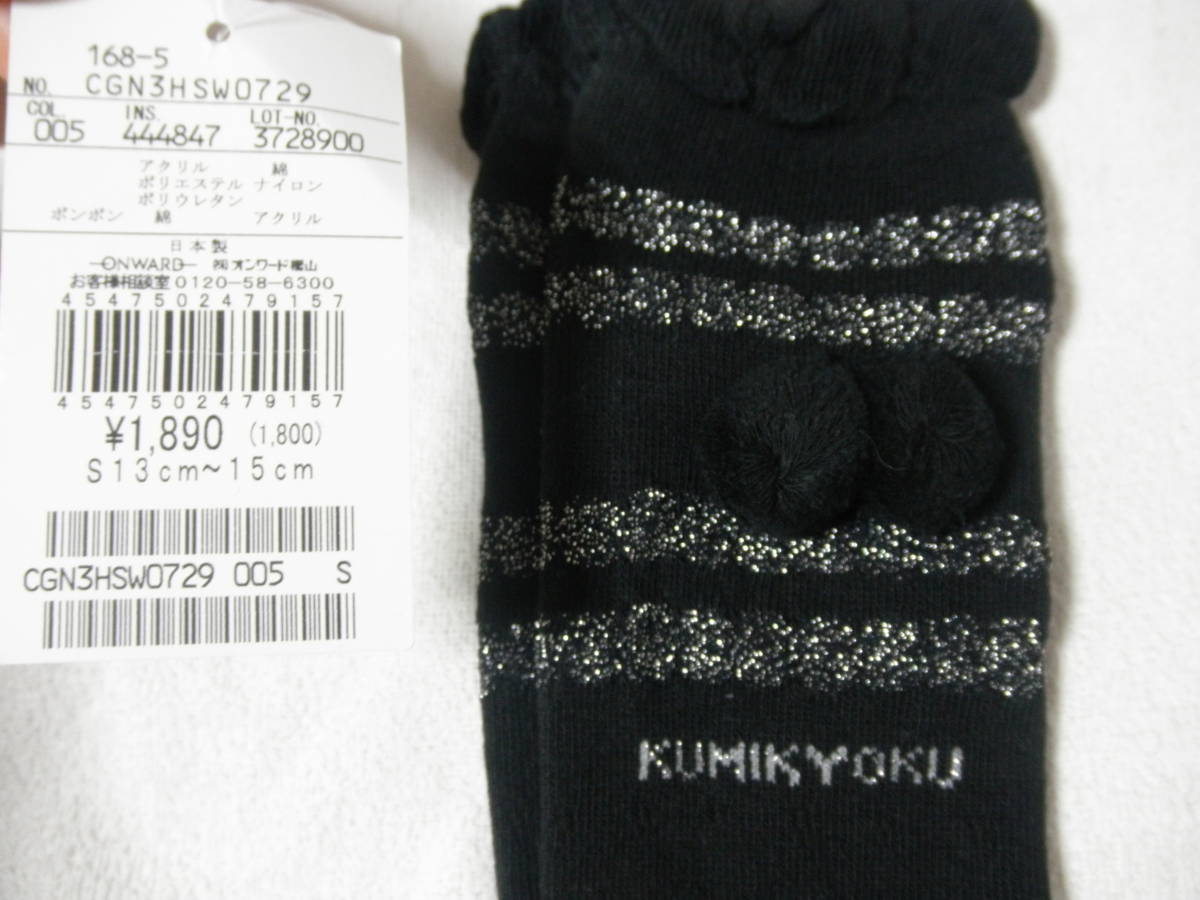 168-5
NO. CGN3HSW0729
COL. INS. LOT-NO.
005 444847 3728900
アクリル 綿
ポリエステル ナイロン
ポリウレタン
ポンポン 綿 アクリル
日本製
ONWARD ㈱オンワード樫山
お客様相談室 0120-58-6300
4547502479157
4547502479157
¥1,890 (1,800)
S 13cm~15cm
CGN3HSW0729 005 S
KUMIKYOKU